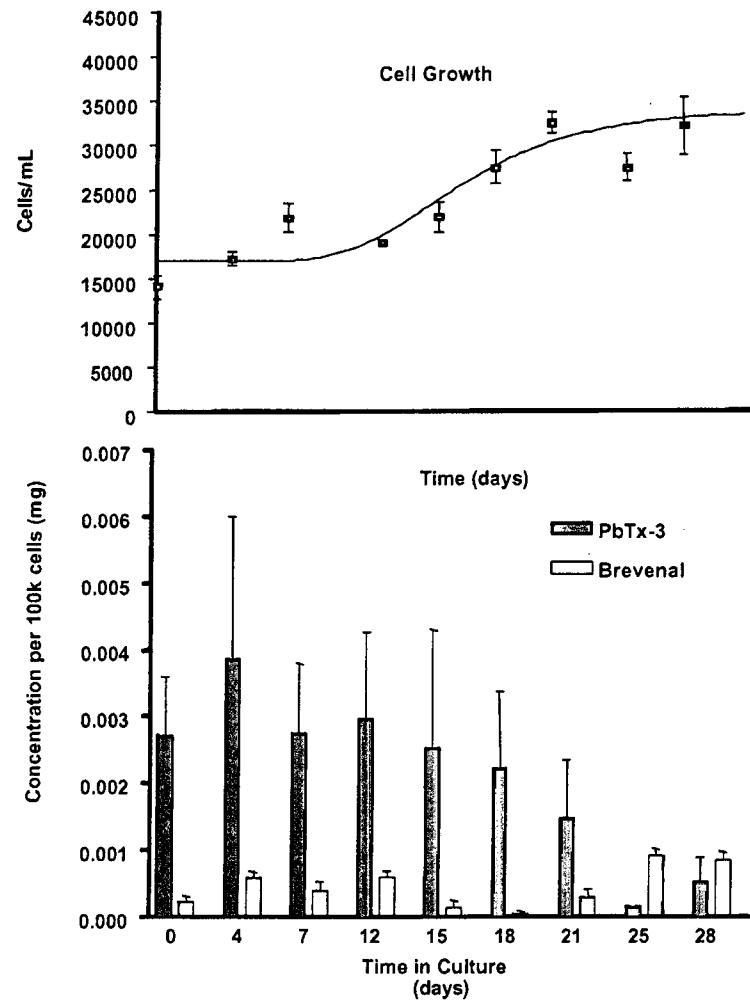 45000
40000
35000
30000
25000
20000
15000
10000
5000
0
Cells/mL
Cell Growth
0.007
0.006
0.005
0.004
0.003
0.002
0.001
0.000
Concentration per 100k cells (mg)
Time (days)
PbTx-3
Brevenal
0 4 7 12 15 18 21 25 28
Time in Culture
(days)